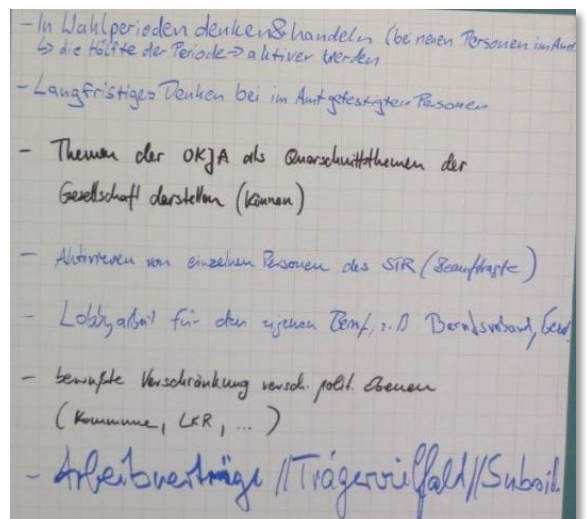 - In Wahlperioden denken & handeln (bei neuen Personen im Amt
↳ die Hälfte der Periode → aktiver werden
- Langfristiges Denken bei im Amt gefestigten Personen
- Themen der OKJA als Querschnittsthemen der
Gesellschaft darstellen (können)
- Aktivieren von einzelnen Personen des StR (Beauftragte)
- Lobbyarbeit für den eigenen Beruf, z.B Berufsverband, Gew.
- bewußte Verschränkung versch. polit. Ebenen
(Kommune, LKR, ...)
- Arbeitsverträge // Trägervielfald // Subsid.